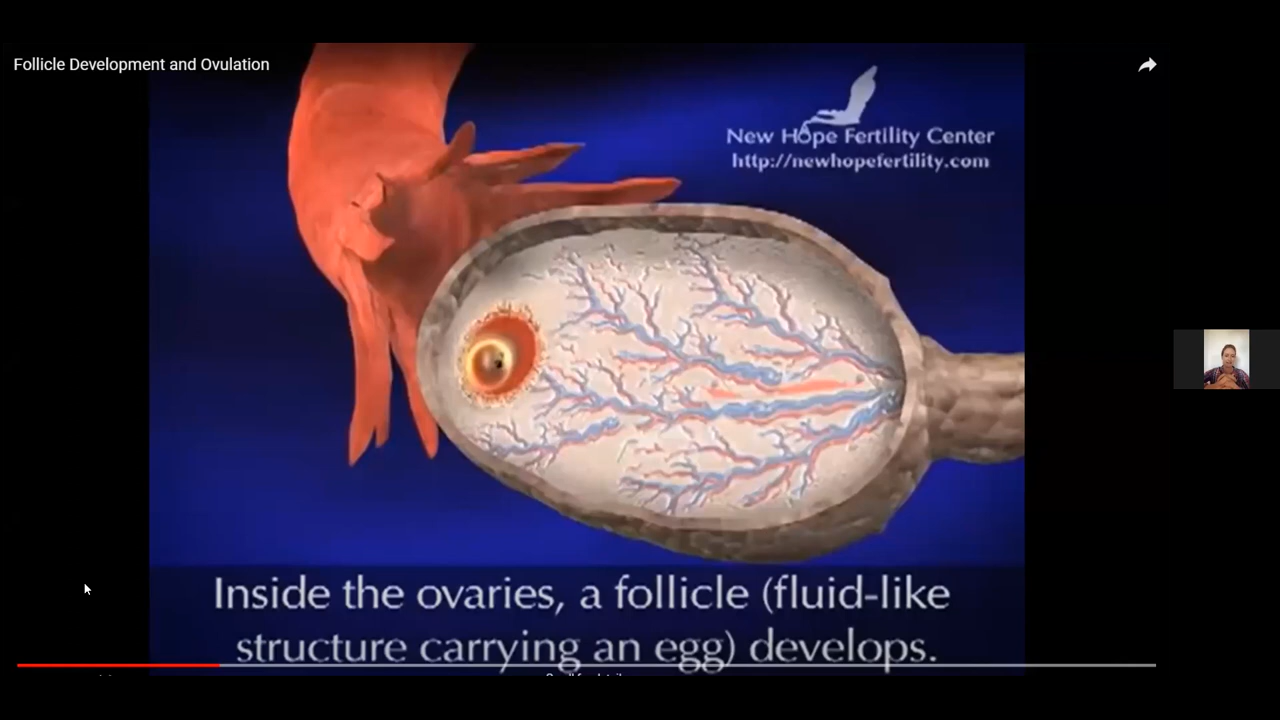 Follicle Development and Ovulation
New Hope Fertility Center
http://newhopefertility.com
Inside the ovaries, a follicle (fluid-like
structure carrying an egg) develops.